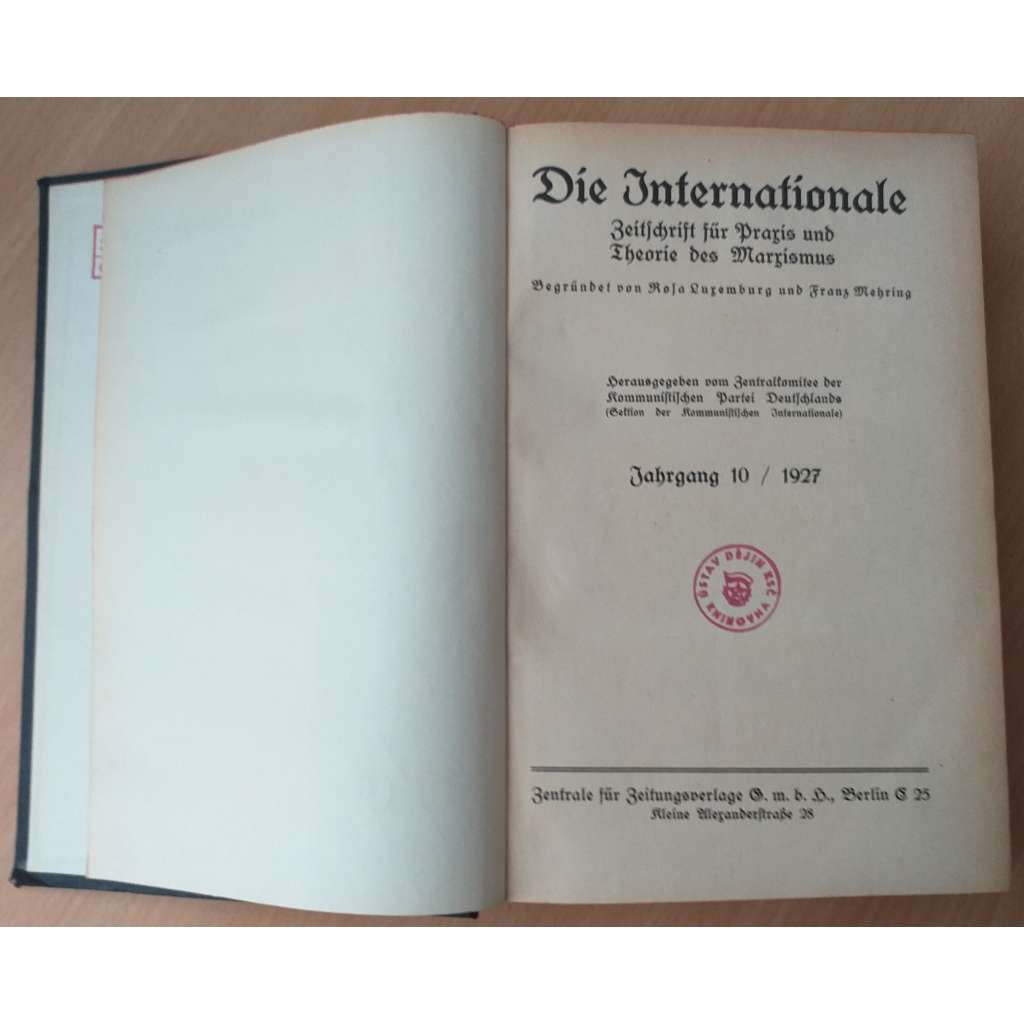 Die Internationale
Zeitschrift für Praxis und
Theorie des Marxismus
Begründet von Rosa Luxemburg und Franz Mehring
Herausgegeben vom Zentralkomitee der
Kommunistischen Partei Deutschlands
(Sektion der Kommunistischen Internationale)
Jahrgang 10 / 1927
ÚSTAV DĚJIN KSČ
KNIHOVNA
Zentrale für Zeitungsverlage G. m. b. H., Berlin C 25
Kleine Alexanderstraße 28